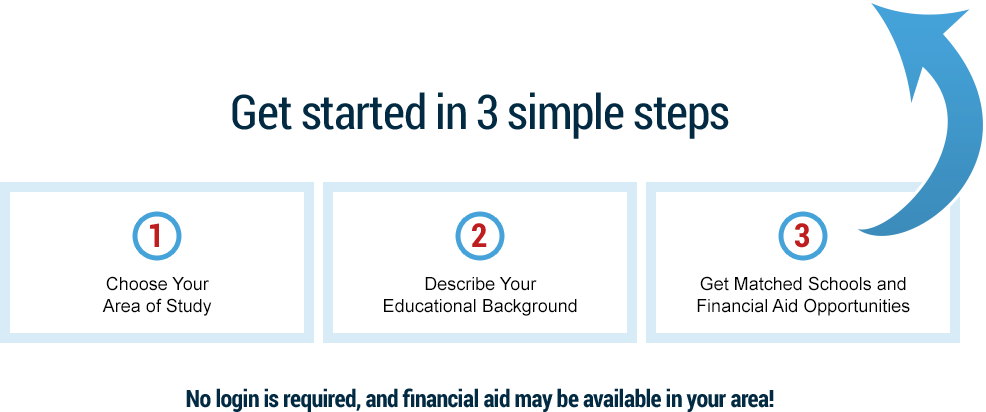 Get started in 3 simple steps
1
Choose Your
Area of Study
2
Describe Your
Educational Background
3
Get Matched Schools and
Financial Aid Opportunities
No login is required, and financial aid may be available in your area!